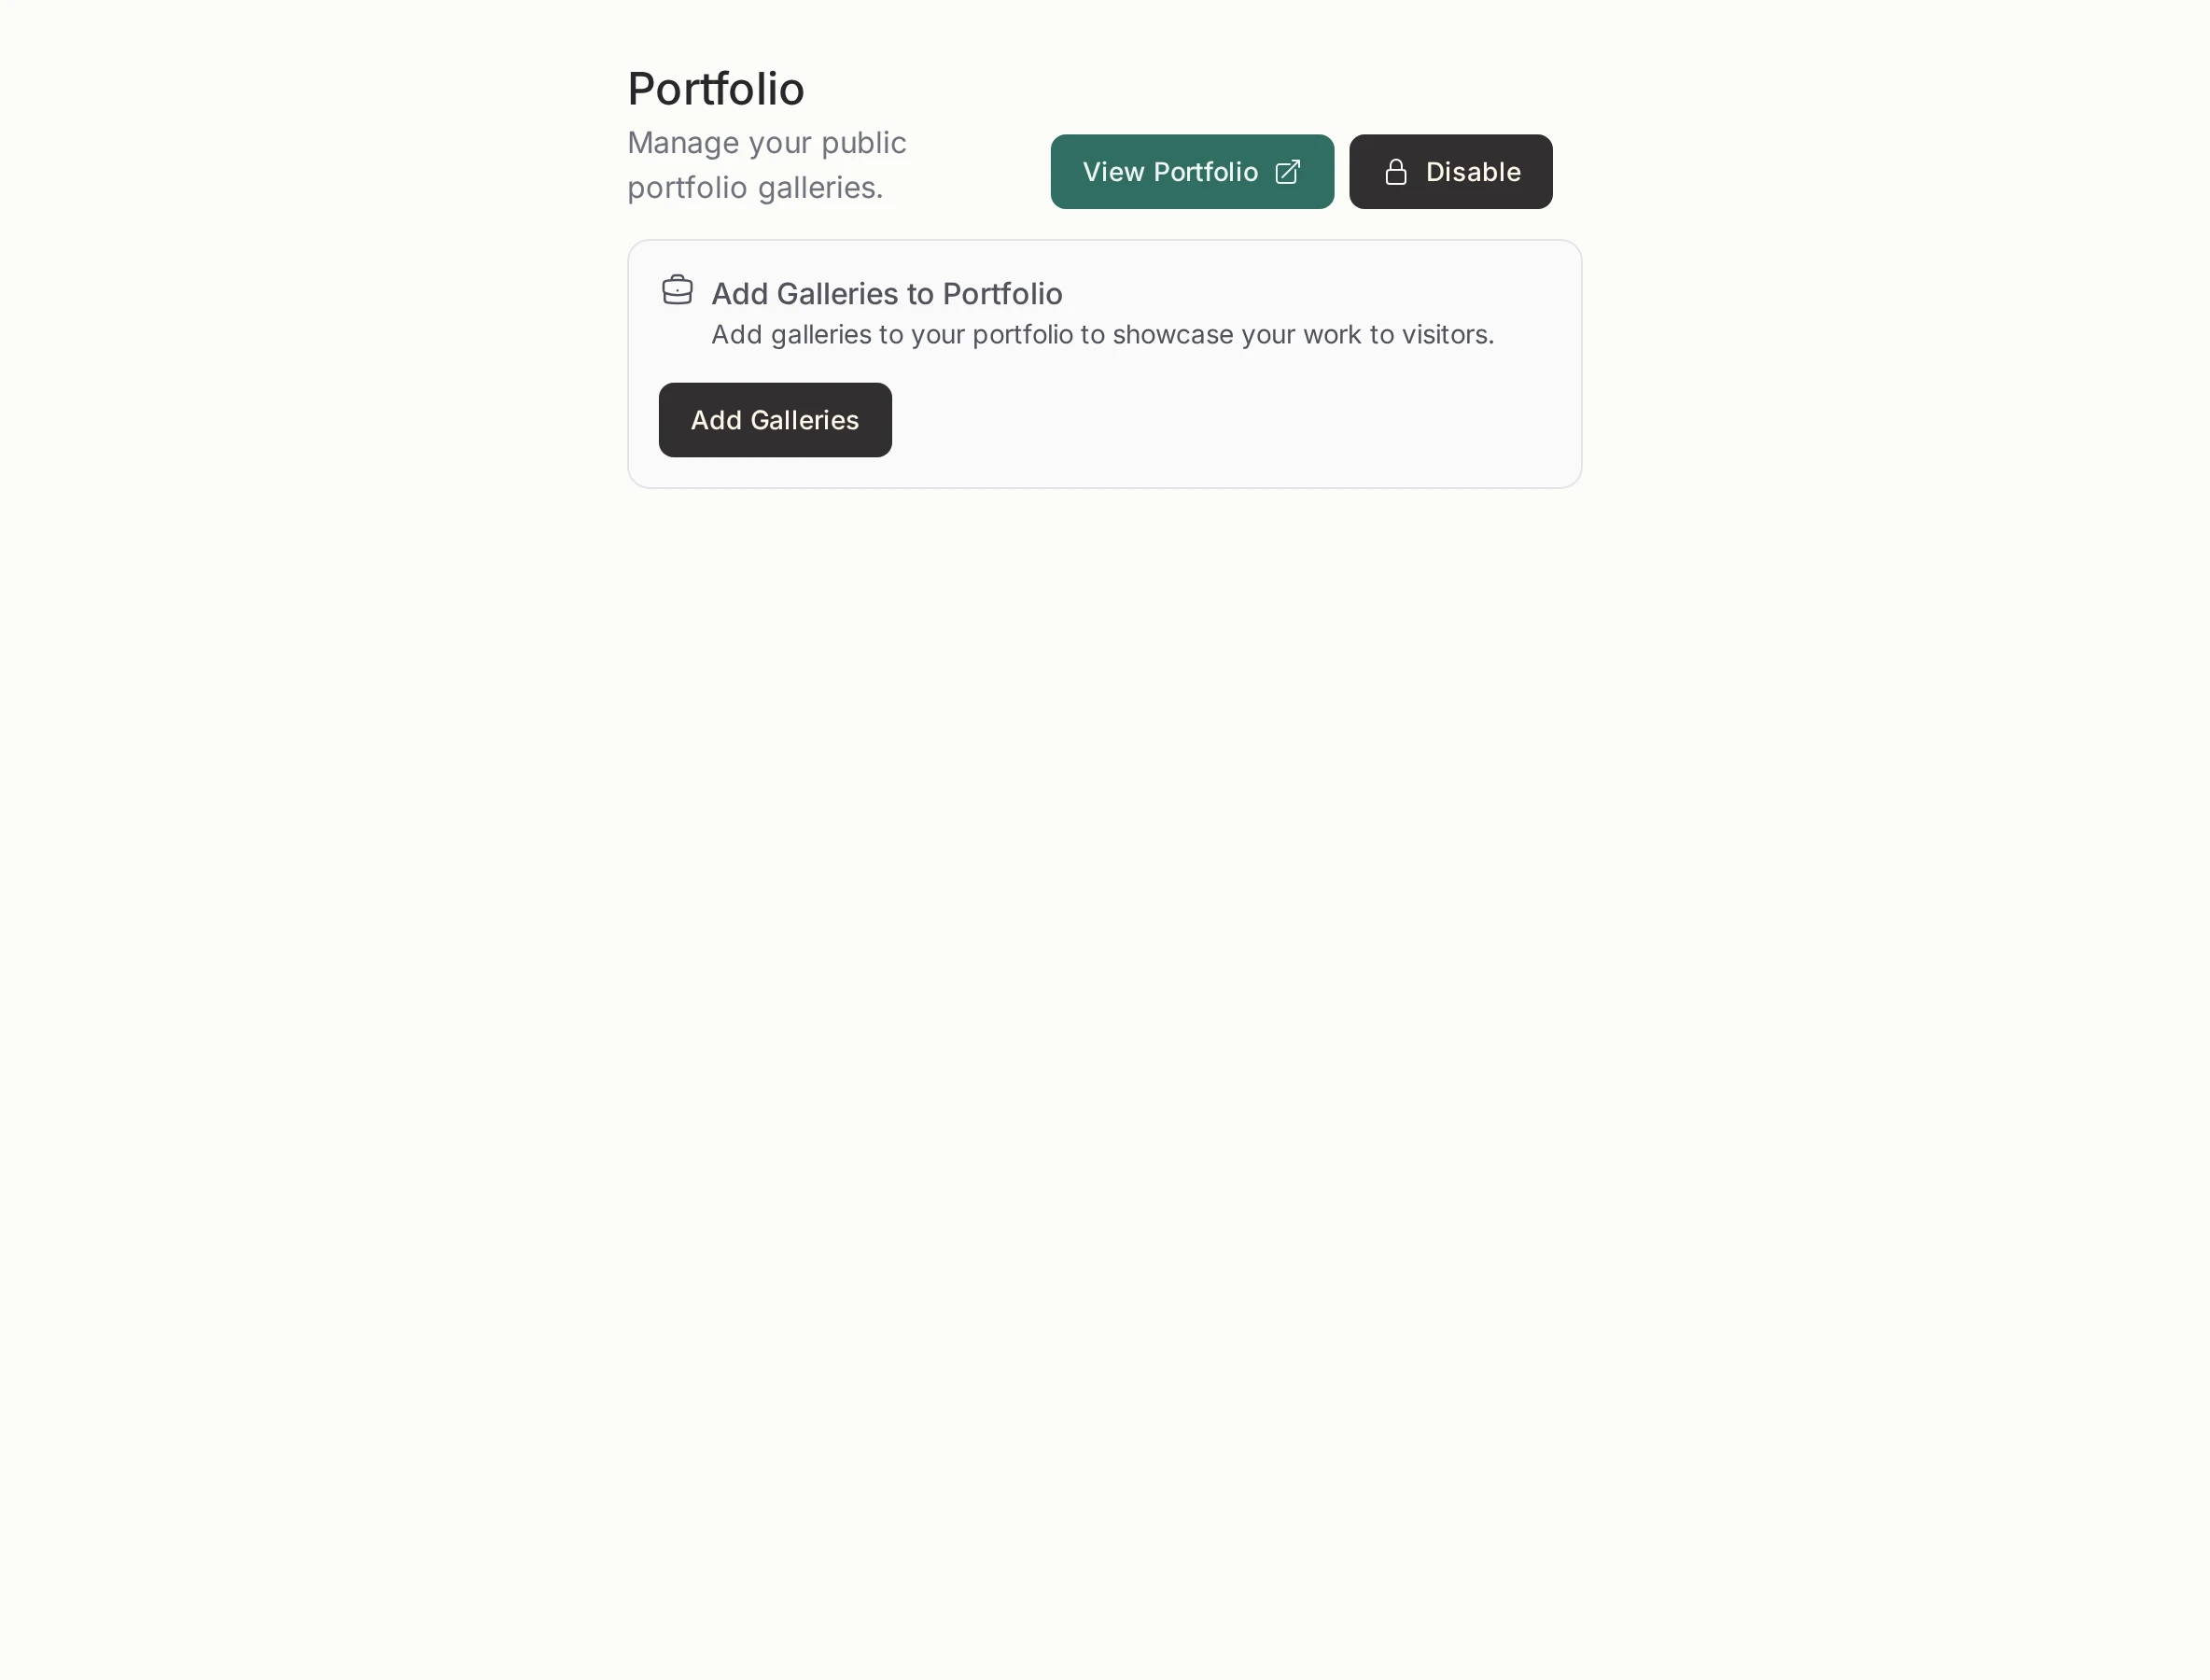 Portfolio
Manage your public
portfolio galleries.
View Portfolio
Disable
Add Galleries to Portfolio
Add galleries to your portfolio to showcase your work to visitors.
Add Galleries